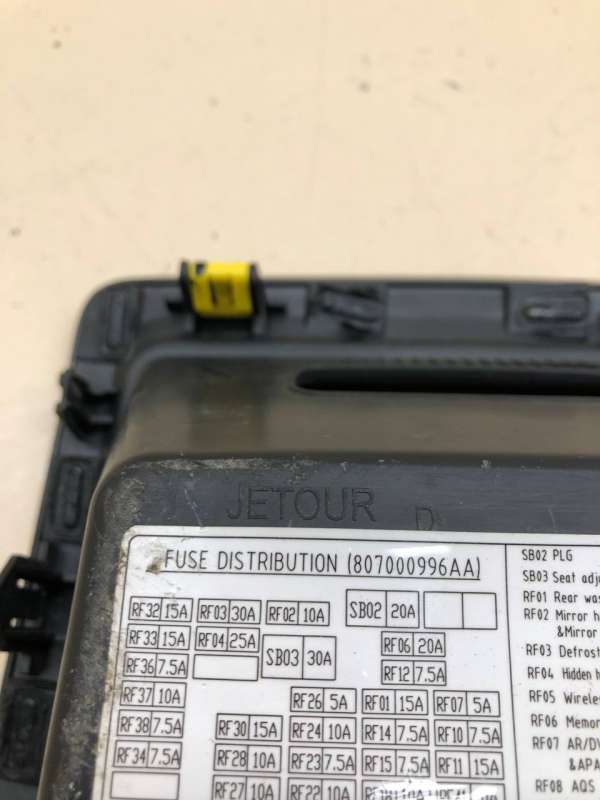 JETOUR D
FUSE DISTRIBUTION (807000996AA)
RF32 15A RF03 30A RF02 10A SB02 20A
RF33 15A RF04 25A SB03 30A RF06 20A
RF36 7.5A RF12 7.5A
RF37 10A RF26 5A RF01 15A RF07 5A
RF38 7.5A RF30 15A RF24 10A RF14 7.5A RF10 7.5A
RF34 7.5A RF28 10A RF23 7.5A RF15 7.5A RF11 15A
RF27 10A RF22 10A
SB02 PLG
SB03 Seat adj
RF01 Rear was
RF02 Mirror h
&Mirror
RF03 Defrost
RF04 Hidden h
RF05 Wireles
RF06 Memor
RF07 AR/DV
&APA
RF08 AQS